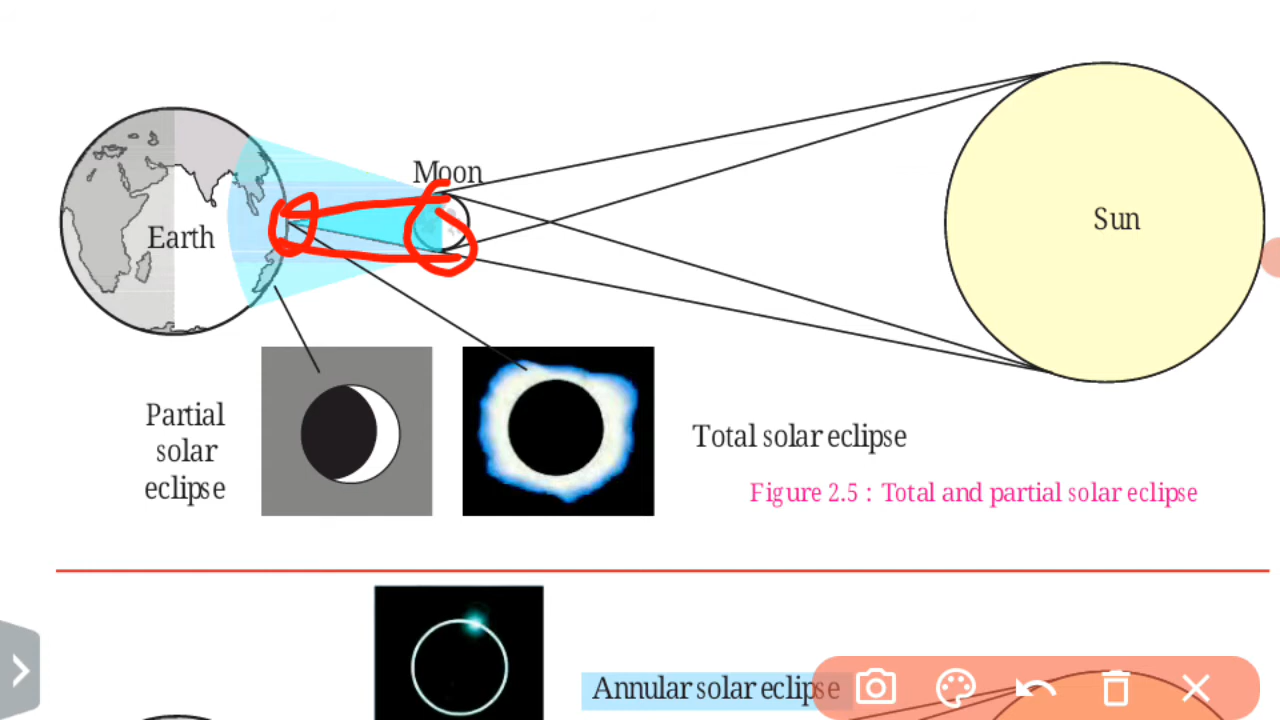 Moon
Earth
Sun
Partial
solar
eclipse
Total solar eclipse
Figure 2.5 : Total and partial solar eclipse
Annular solar eclipse